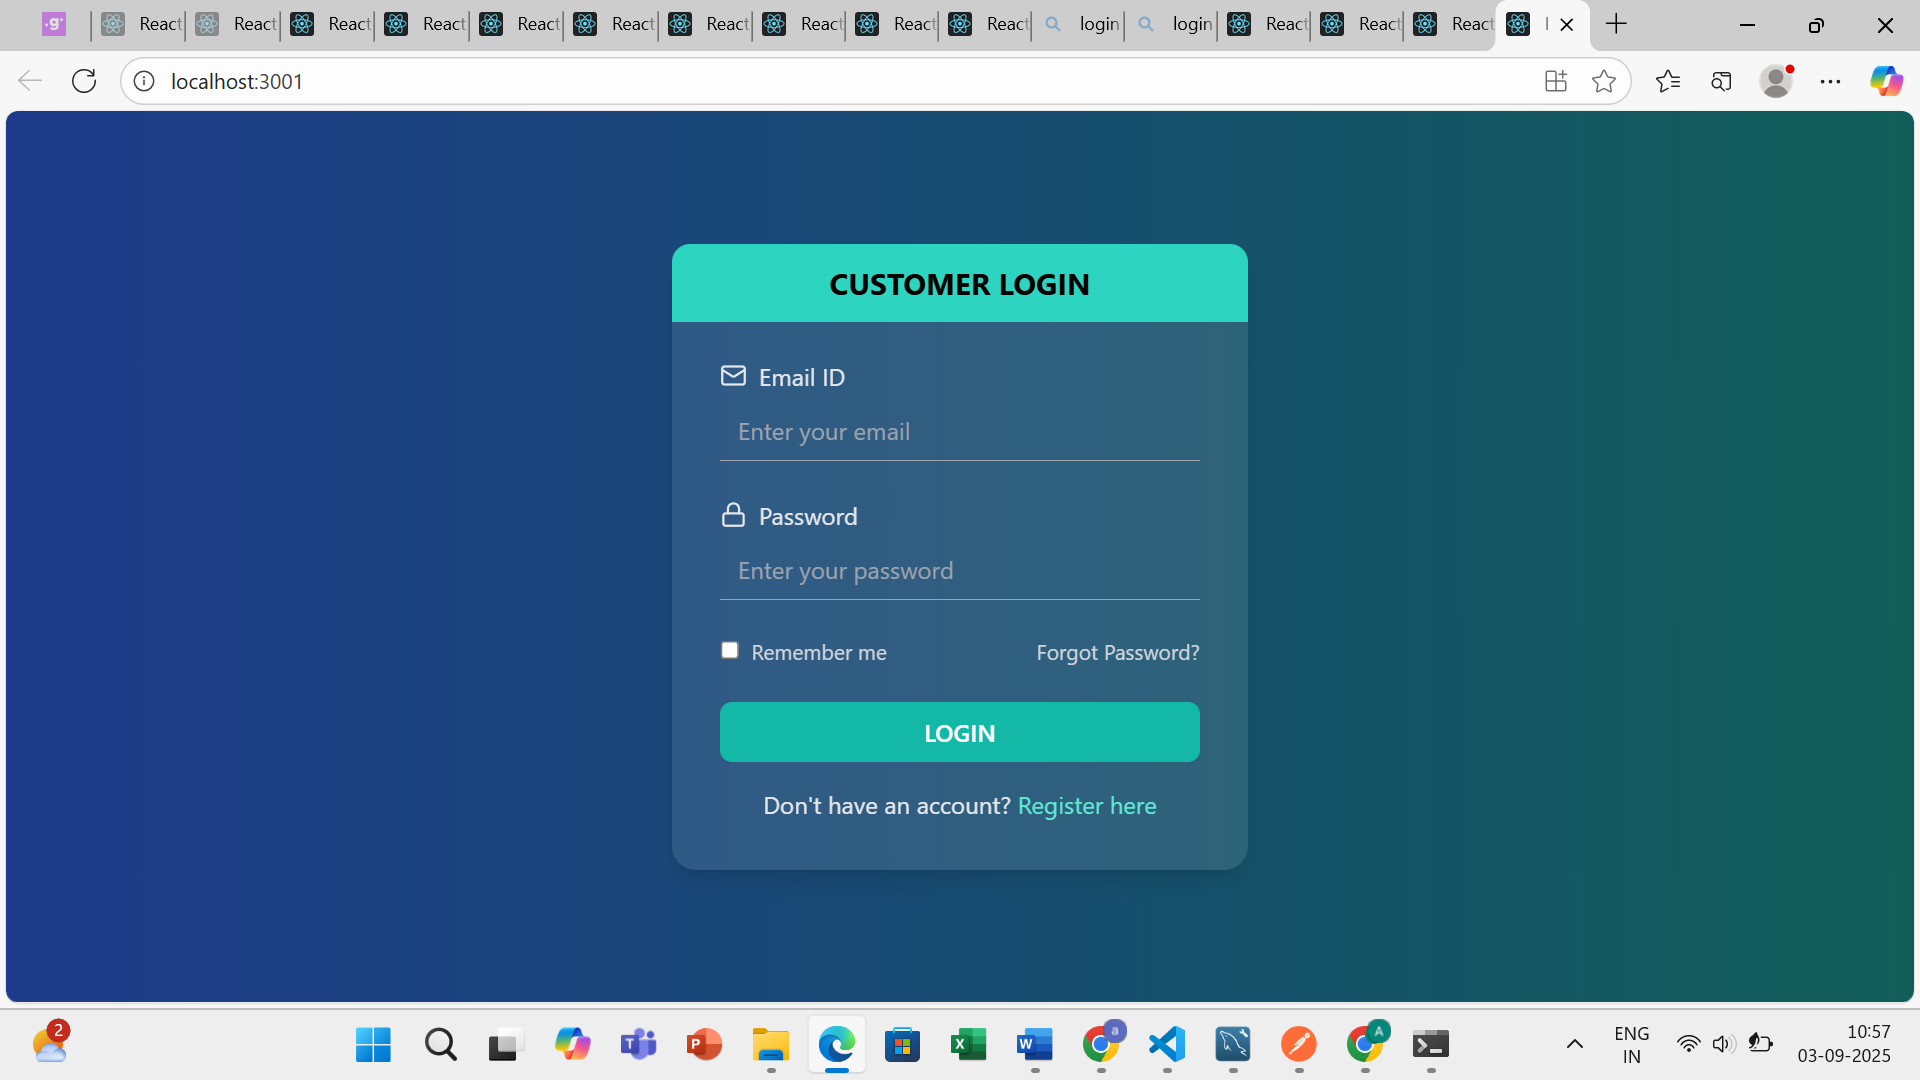 .g React React React React React React React React React React login login React React React
localhost:3001
CUSTOMER LOGIN
Email ID
Enter your email
Password
Enter your password
Remember me Forgot Password?
LOGIN
Don't have an account? Register here
2
T
P
X
W
a
A
ENG
IN
10:57
03-09-2025